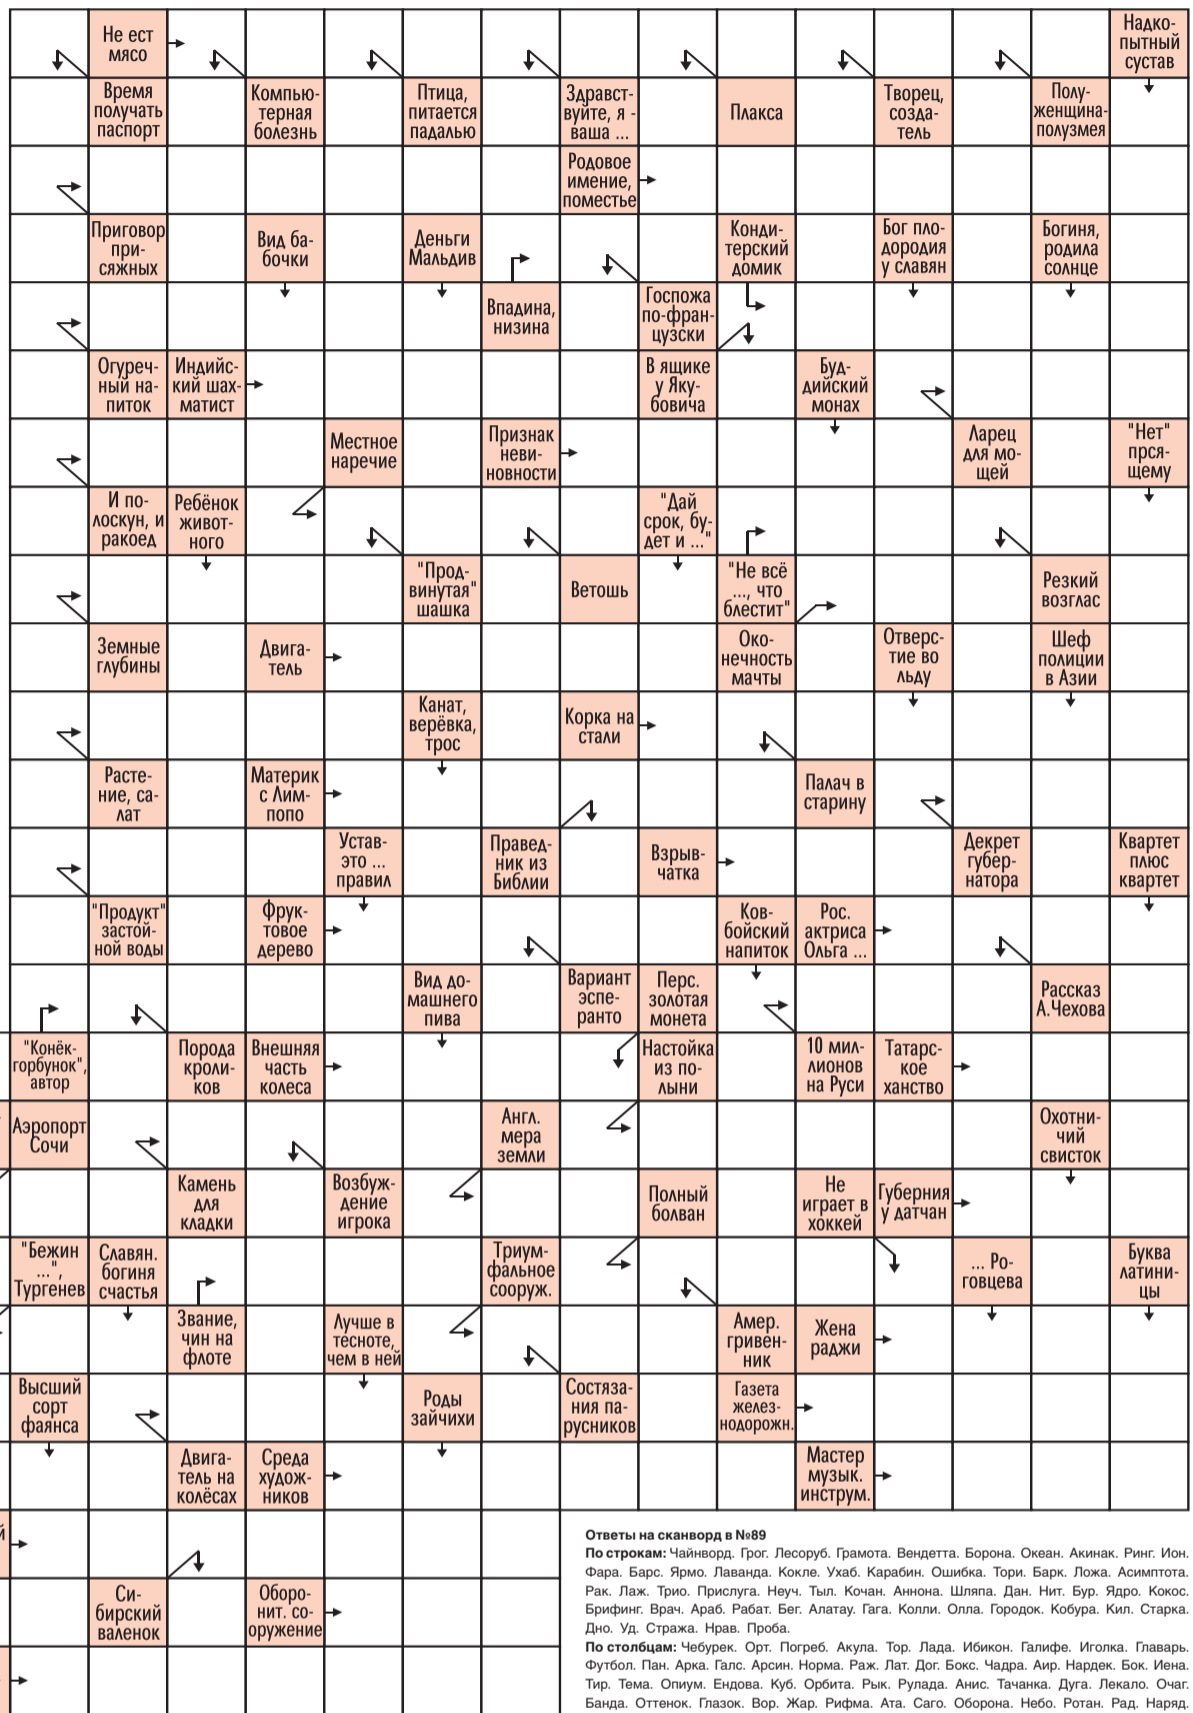 Не ест
мясо
Надко-
пытный
сустав
Время
получать
паспорт
Компью-
терная
болезнь
Птица,
питается
падалью
Здравст-
вуйте, я -
ваша ...
Плакса
Творец,
созда-
тель
Полу-
женщина-
полузмея
Родовое
имение,
поместье
Приговор
при-
сяжных
Вид ба-
бочки
Деньги
Мальдив
Конди-
терский
домик
Бог пло-
дородия
у славян
Богиня,
родила
солнце
Впадина,
низина
Госпожа
по-фран-
цузски
Огуреч-
ный на-
питок
Индийс-
кий шах-
матист
В ящике
у Яку-
бовича
Буд-
дийский
монах
Местное
наречие
Признак
неви-
новности
Ларец
для мо-
щей
"Нет"
прся-
щему
И по-
лоскун, и
ракоед
Ребёнок
живот-
ного
"Дай
срок, бу-
дет и ..."
"Прод-
винутая"
шашка
Ветошь
"Не всё
..., что
блестит"
Резкий
возглас
Земные
глубины
Двига-
тель
Око-
нечность
мачты
Отверс-
тие во
льду
Шеф
полиции
в Азии
Канат,
верёвка,
трос
Корка на
стали
Расте-
ние, са-
лат
Материк
с Лим-
попо
Палач в
старину
Устав-
это ...
правил
Правед-
ник из
Библии
Взрыв-
чатка
Декрет
губер-
натора
Квартет
плюс
квартет
"Продукт"
застой-
ной воды
Фрук-
товое
дерево
Ков-
бойский
напиток
Рос.
актриса
Ольга ...
Вид до-
машнего
пива
Вариант
эспе-
ранто
Перс.
золотая
монета
Рассказ
А.Чехова
"Конёк-
горбунок",
автор
Порода
кроли-
ков
Внешняя
часть
колеса
Настойка
из по-
лыни
10 мил-
лионов
на Руси
Татарс-
кое
ханство
Аэропорт
Сочи
Англ.
мера
земли
Охотни-
чий
свисток
Камень
для
кладки
Возбуж-
дение
игрока
Полный
болван
Не
играет в
хоккей
Губерния
у датчан
"Бежин
...",
Тургенев
Славян.
богиня
счастья
Триум-
фальное
сооруж.
... Ро-
говцева
Буква
латини-
цы
Звание,
чин на
флоте
Лучше в
тесноте,
чем в ней
Амер.
гривен-
ник
Жена
раджи
Высший
сорт
фаянса
Роды
зайчихи
Состяза-
ния па-
русников
Газета
желез-
нодорожн.
Двига-
тель на
колёсах
Среда
худож-
ников
Мастер
музык.
инструм.
й
Си-
бирский
валенок
Оборо-
нит. со-
оружение
Ответы на сканворд в №89
По строкам: Чайнворд. Грог. Лесоруб. Грамота. Вендетта. Борона. Океан. Акинак. Ринг. Ион.
Фара. Барс. Ярмо. Лаванда. Кокле. Ухаб. Карабин. Ошибка. Тори. Барк. Ложа. Асимптота.
Рак. Лаж. Трио. Прислуга. Неуч. Тыл. Кочан. Аннона. Шляпа. Дан. Нит. Бур. Ядро. Кокос.
Брифинг. Врач. Араб. Рабат. Бег. Алатау. Гага. Колли. Олла. Городок. Кобура. Кил. Старка.
Дно. Уд. Стража. Нрав. Проба.
По столбцам: Чебурек. Орт. Погреб. Акула. Тор. Лада. Ибикон. Галифе. Иголка. Главарь.
Футбол. Пан. Арка. Галс. Арсин. Норма. Раж. Лат. Дог. Бокс. Чадра. Аир. Нардек. Бок. Иена.
Тир. Тема. Опиум. Ендова. Куб. Орбита. Рык. Рулада. Анис. Тачанка. Дуга. Лекало. Очаг.
Банда. Оттенок. Глазок. Вор. Жар. Рифма. Ата. Саго. Оборона. Небо. Ротан. Рад. Наряд.